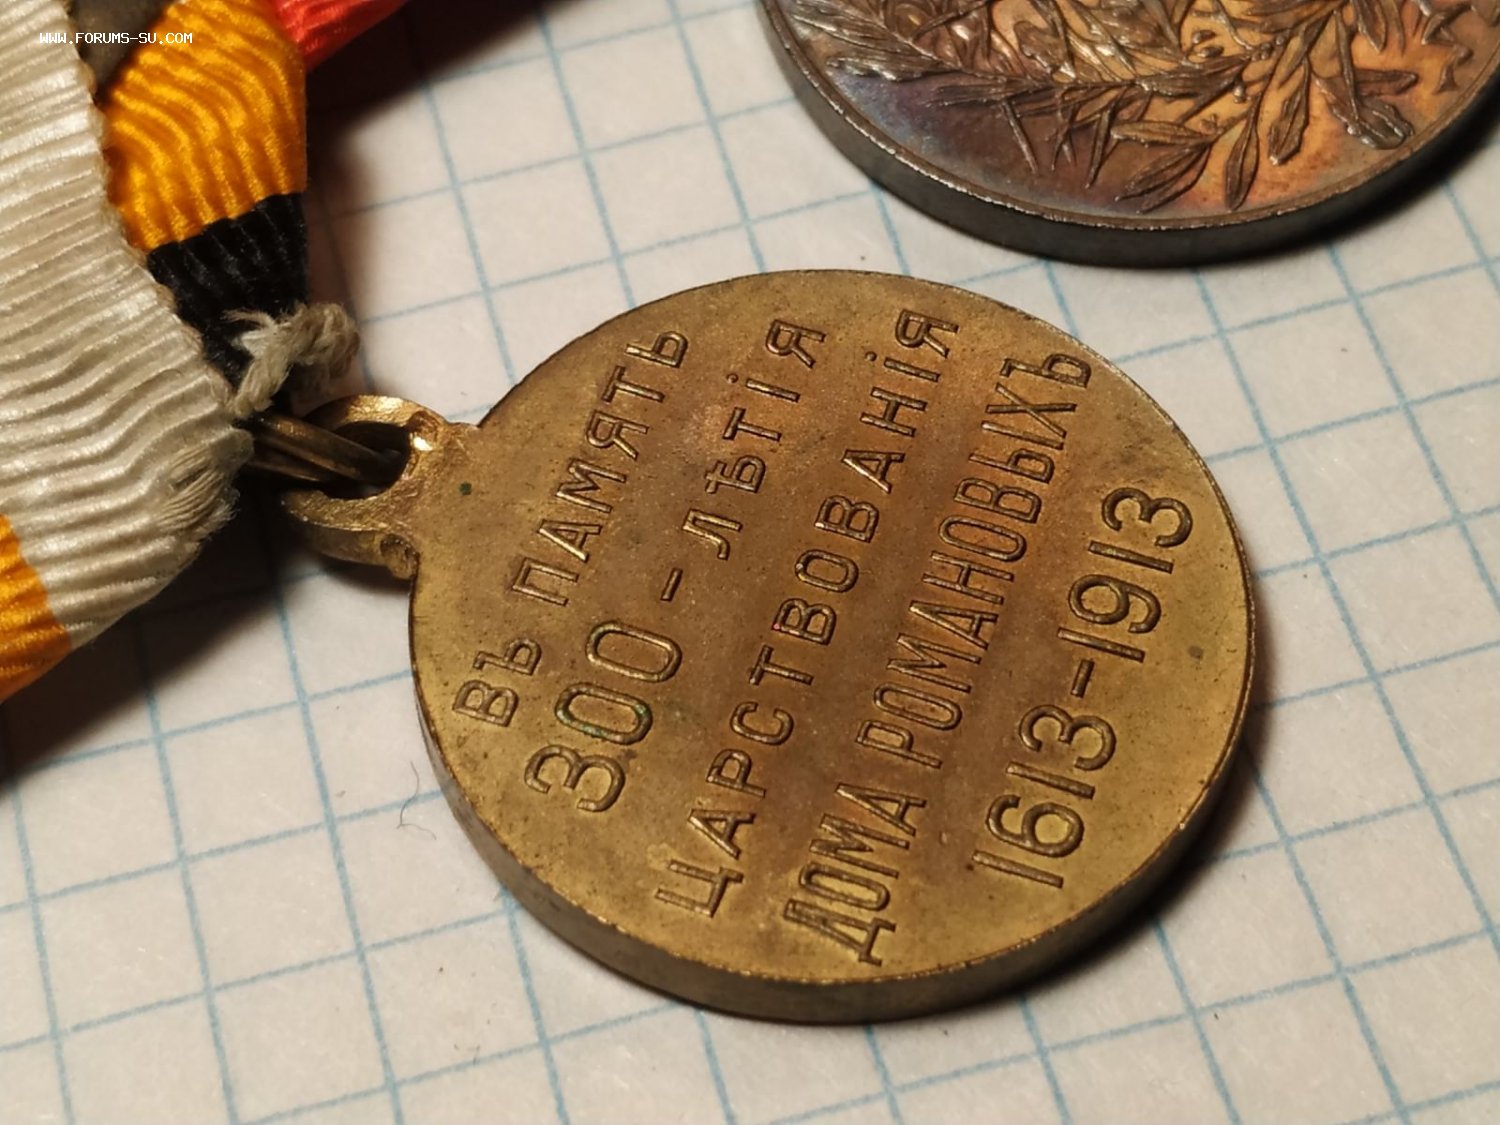 WWW.FORUMS-SU.COM
ВЪ ПАМЯТЬ
300-ЛѢТІЯ
ЦАРСТВОВАНІЯ
ДОМА РОМАНОВЫХЪ
1613-1913